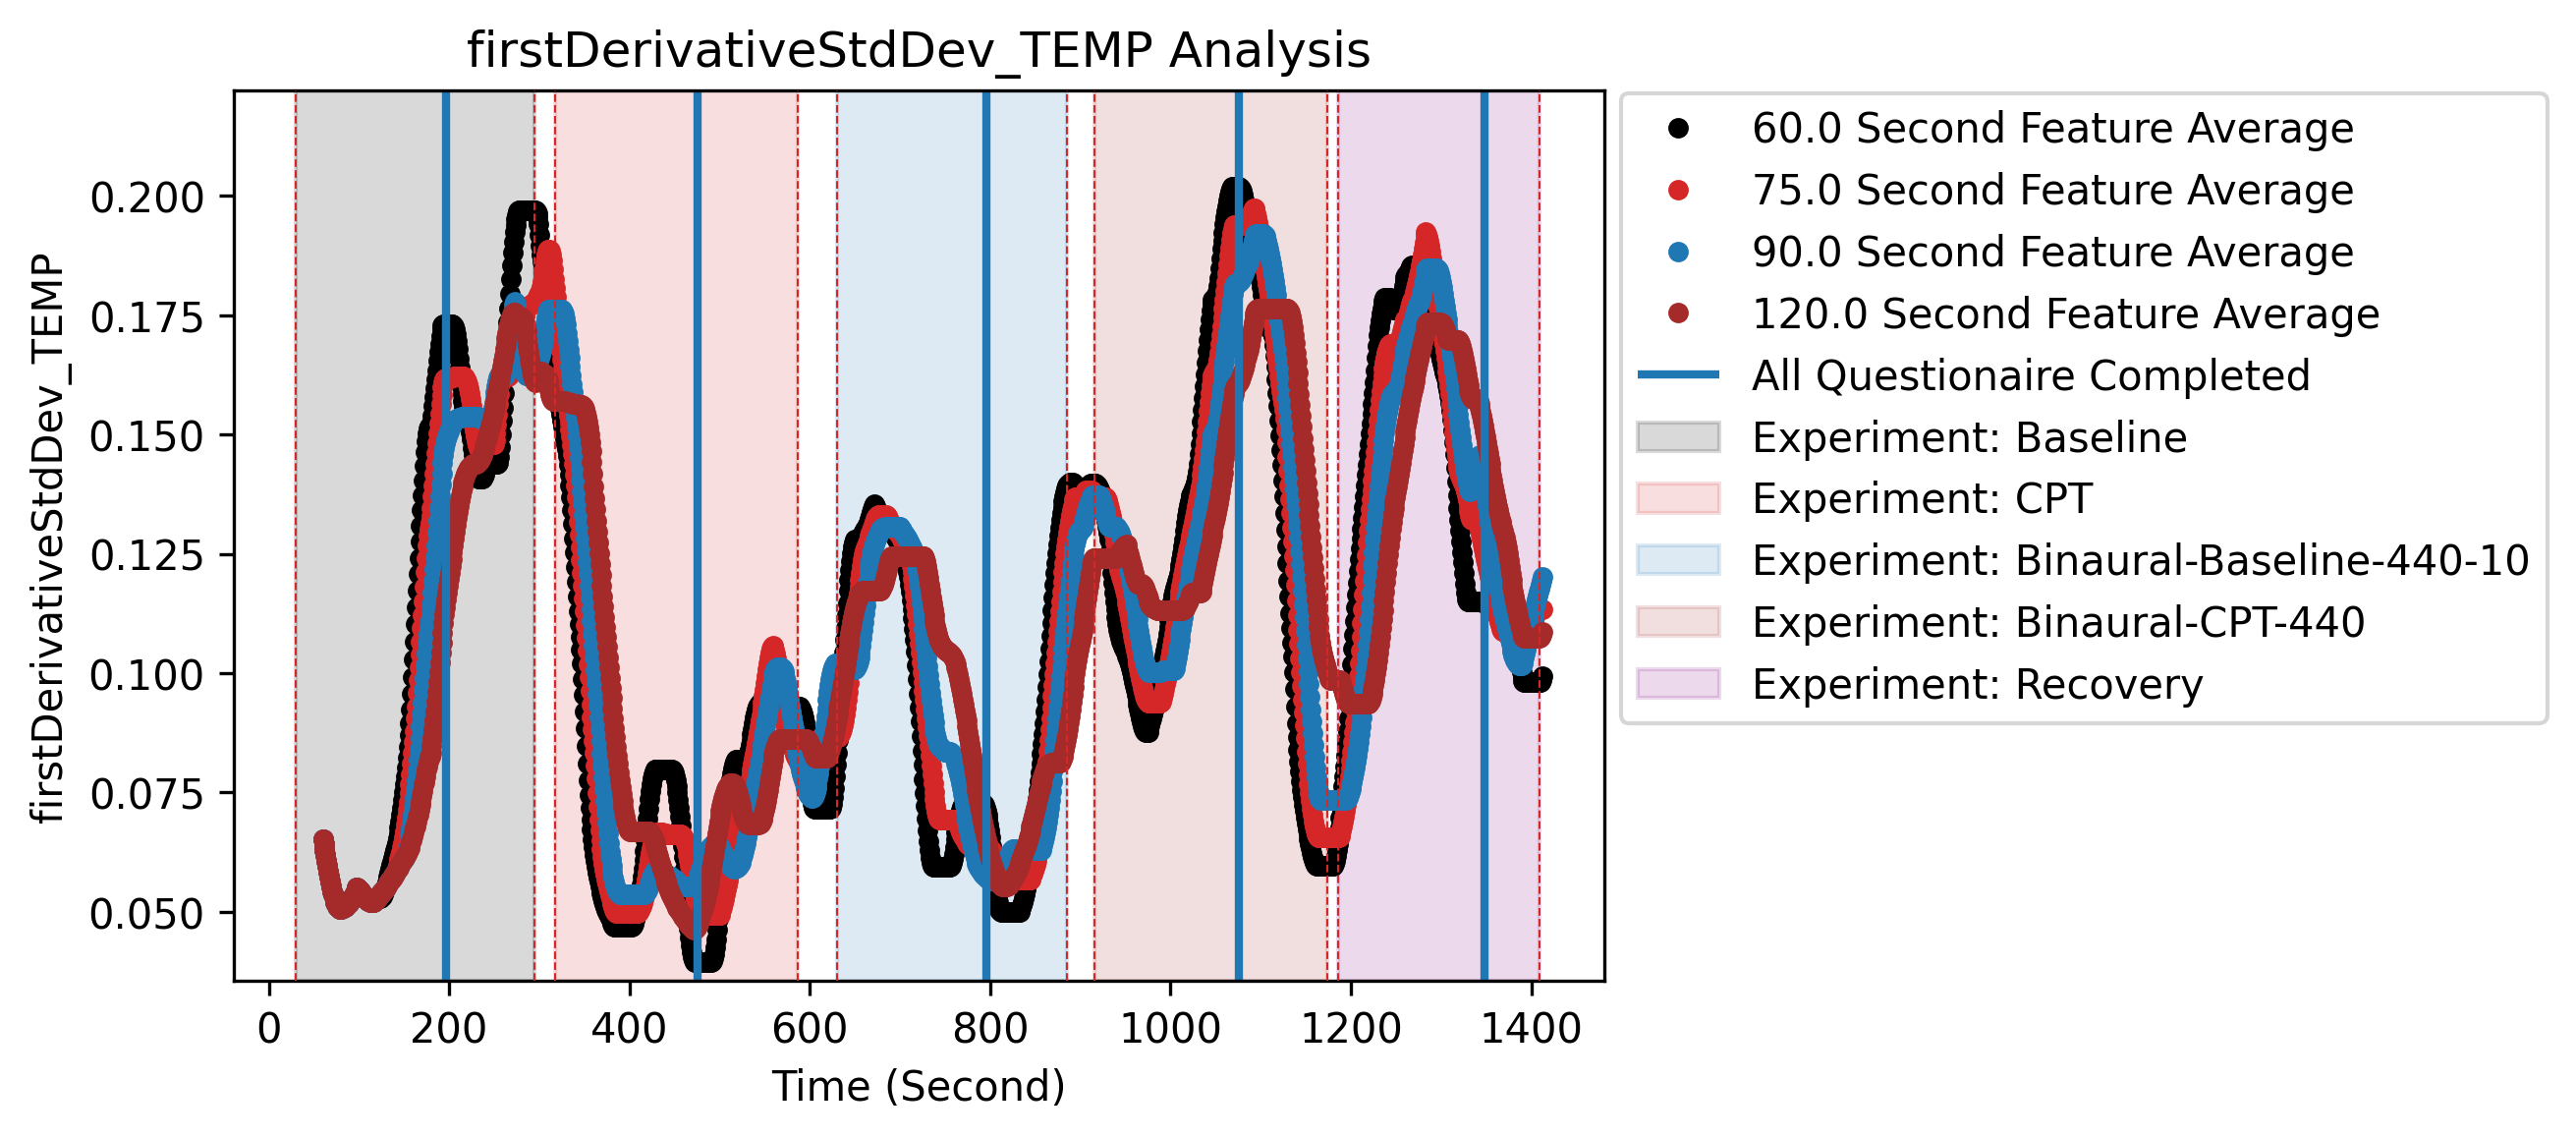 firstDerivativeStdDev_TEMP Analysis
firstDerivativeStdDev_TEMP
0.200
0.175
0.150
0.125
0.100
0.075
0.050
0 200 400 600 800 1000 1200 1400
Time (Second)
60.0 Second Feature Average
75.0 Second Feature Average
90.0 Second Feature Average
120.0 Second Feature Average
All Questionaire Completed
Experiment: Baseline
Experiment: CPT
Experiment: Binaural-Baseline-440-10
Experiment: Binaural-CPT-440
Experiment: Recovery